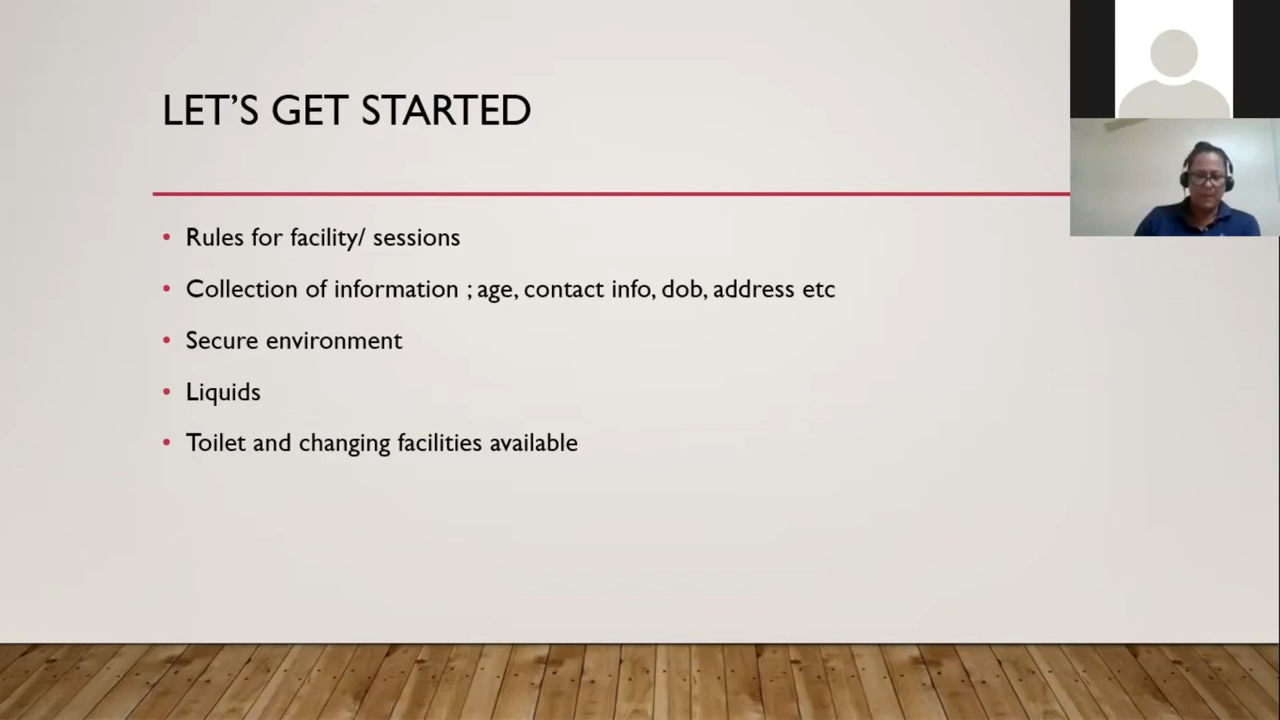 LET’S GET STARTED
• Rules for facility/ sessions
• Collection of information ; age, contact info, dob, address etc
• Secure environment
• Liquids
• Toilet and changing facilities available